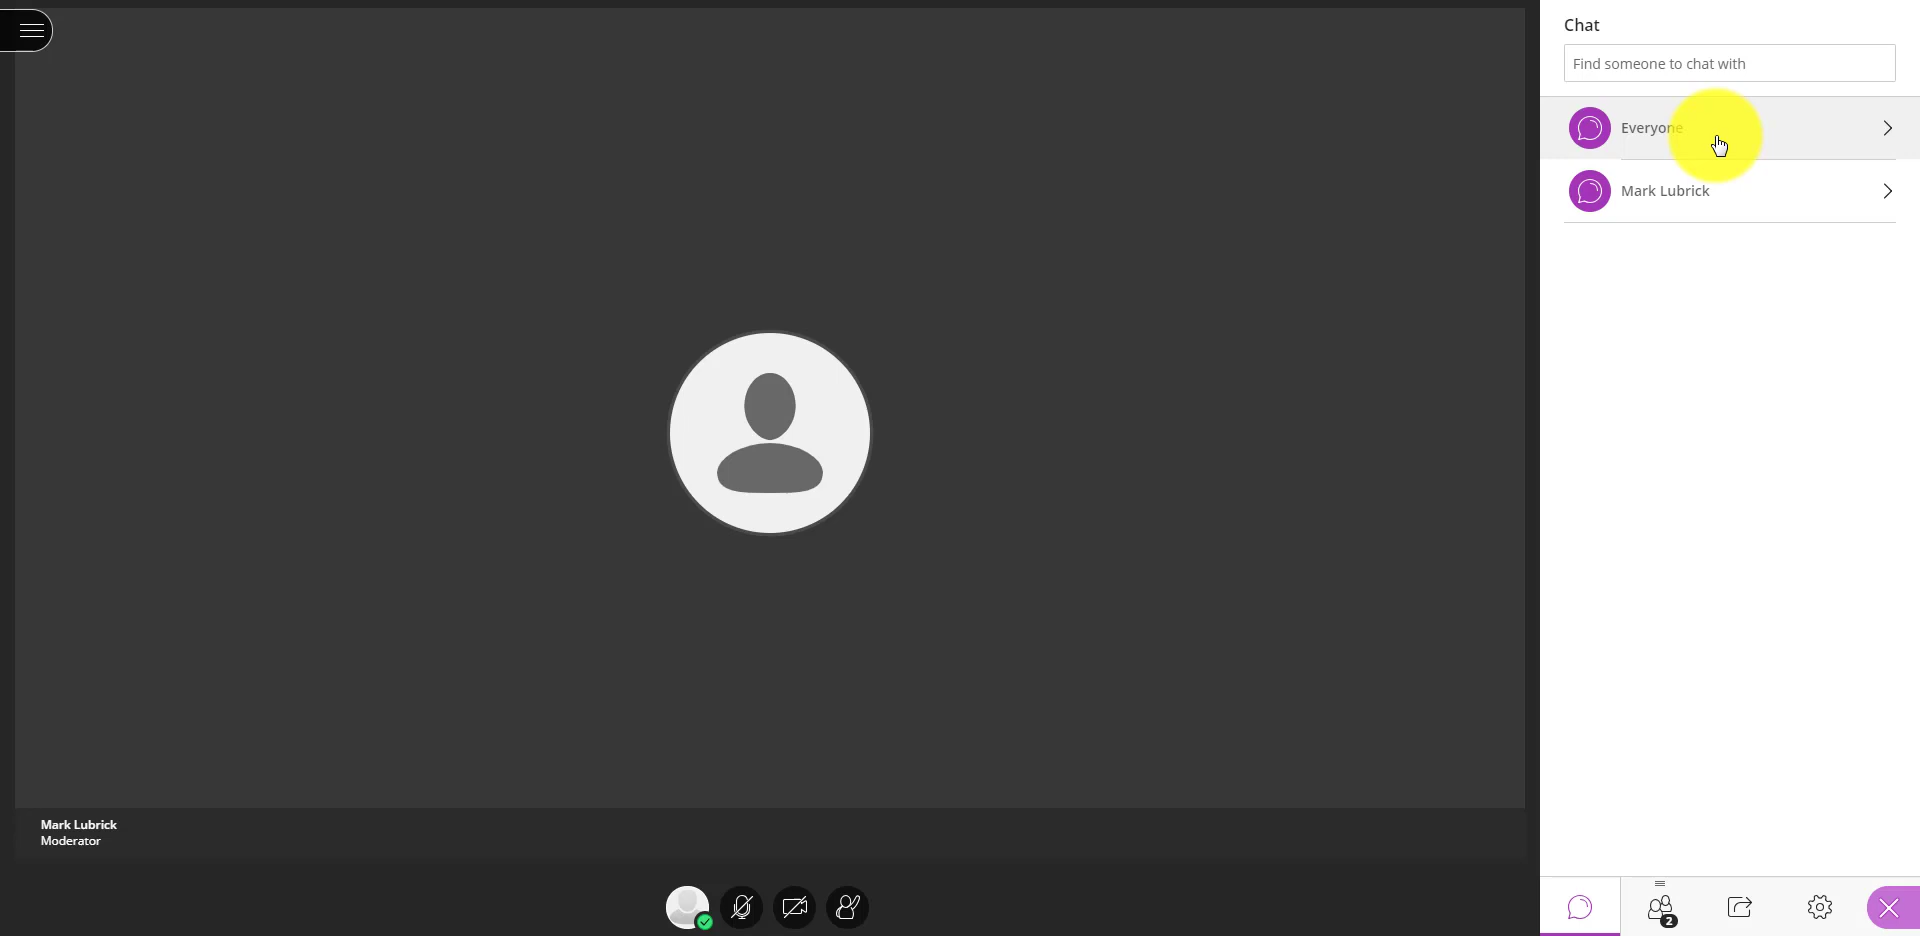 Chat
Find someone to chat with
Everyone
Mark Lubrick
Mark Lubrick
Moderator
2